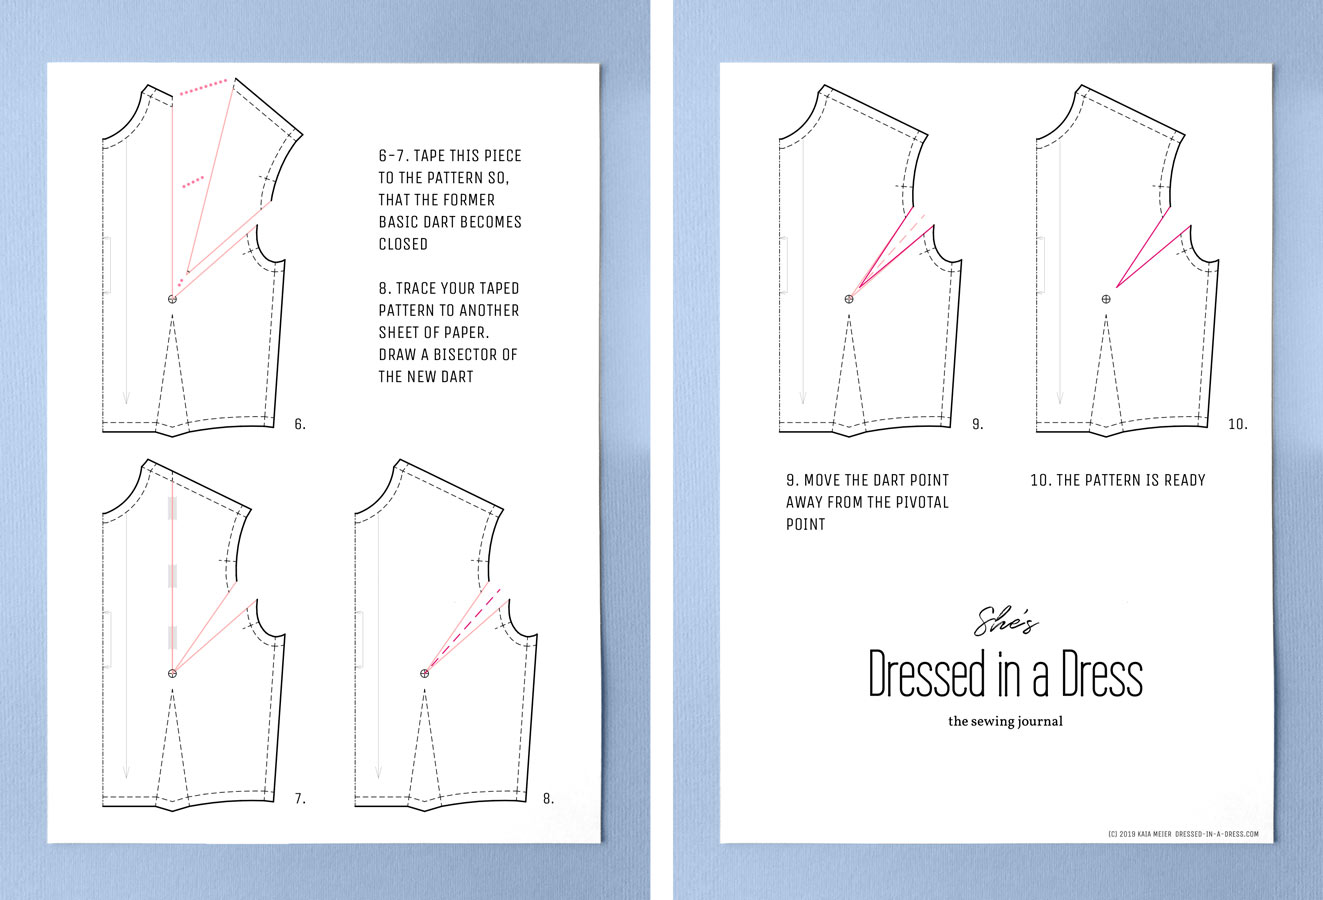 6-7. TAPE THIS PIECE
TO THE PATTERN SO,
THAT THE FORMER
BASIC DART BECOMES
CLOSED
8. TRACE YOUR TAPED
PATTERN TO ANOTHER
SHEET OF PAPER.
DRAW A BISECTOR OF
THE NEW DART
6.
7.
8.
9.
10.
9. MOVE THE DART POINT
AWAY FROM THE PIVOTAL
POINT
10. THE PATTERN IS READY
She's
Dressed in a Dress
the sewing journal
(C) 2019 KAIA MEIER DRESSED-IN-A-DRESS.COM